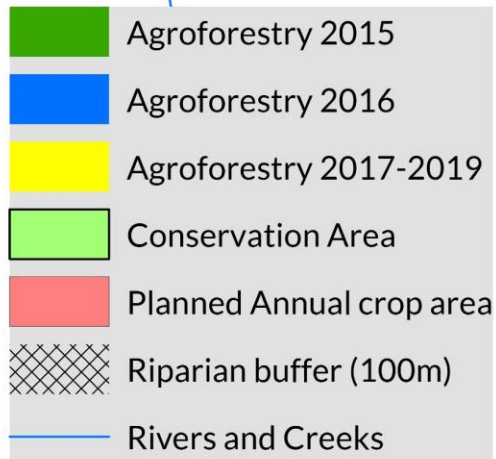 Agroforestry 2015
Agroforestry 2016
Agroforestry 2017-2019
Conservation Area
Planned Annual crop area
Riparian buffer (100m)
Rivers and Creeks